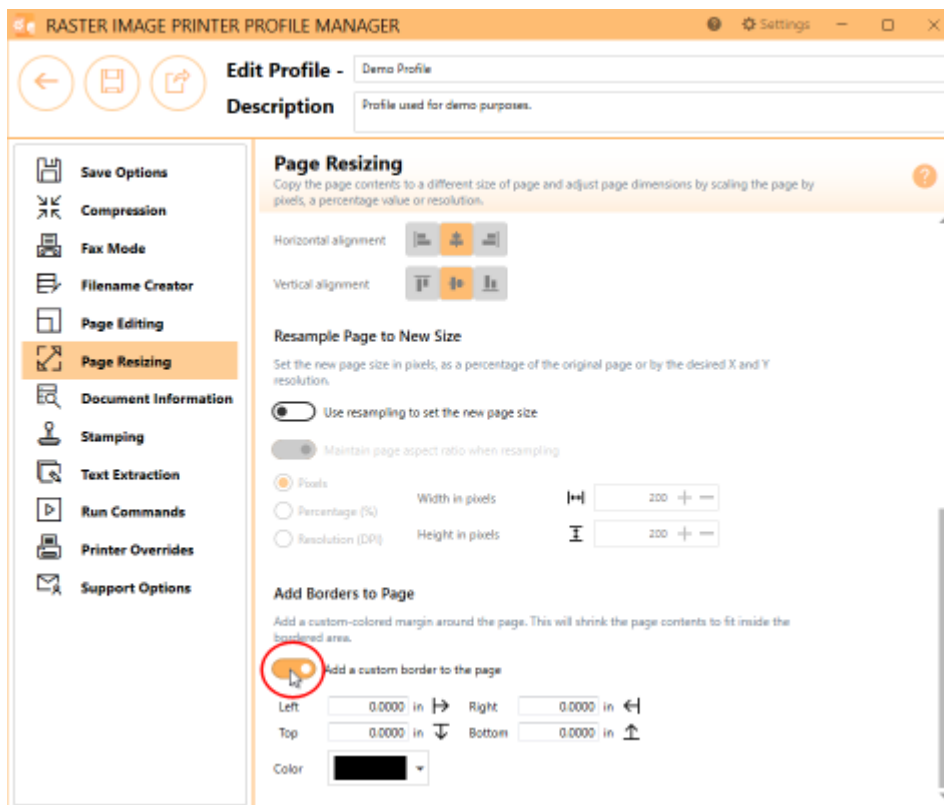 RASTER IMAGE PRINTER PROFILE MANAGER
? Settings
Edit Profile - Demo Profile
Description Profile used for demo purposes.
Save Options
Compression
Fax Mode
Filename Creator
Page Editing
Page Resizing
Document Information
Stamping
Text Extraction
Run Commands
Printer Overrides
Support Options
Page Resizing
Copy the page contents to a different size of page and adjust page dimensions by scaling the page by
pixels, a percentage value or resolution.
?
Horizontal alignment
Vertical alignment
Resample Page to New Size
Set the new page size in pixels, as a percentage of the original page or by the desired X and Y
resolution.
Use resampling to set the new page size
Maintain page aspect ratio when resampling
Pixels
Percentage (%)
Resolution (DPI)
Width in pixels 200
Height in pixels 200
Add Borders to Page
Add a custom-colored margin around the page. This will shrink the page contents to fit inside the
bordered area.
Add a custom border to the page
Left 0.0000 in Right 0.0000 in
Top 0.0000 in Bottom 0.0000 in
Color